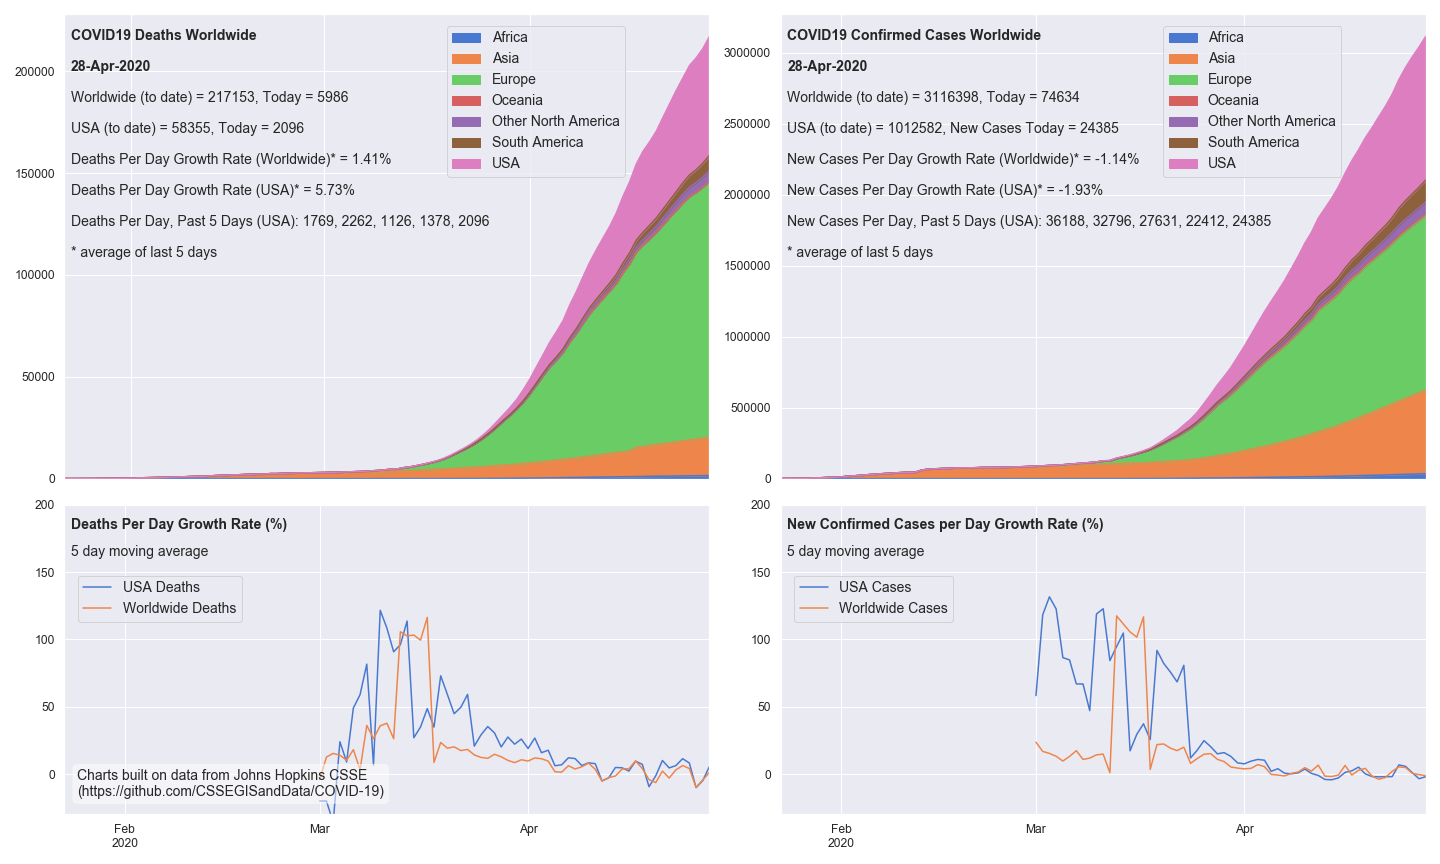 COVID19 Deaths Worldwide
28-Apr-2020
Worldwide (to date) = 217153, Today = 5986
USA (to date) = 58355, Today = 2096
Deaths Per Day Growth Rate (Worldwide)* = 1.41%
Deaths Per Day Growth Rate (USA)* = 5.73%
Deaths Per Day, Past 5 Days (USA): 1769, 2262, 1126, 1378, 2096
* average of last 5 days
Africa
Asia
Europe
Oceania
Other North America
South America
USA
200000
150000
100000
50000
0
COVID19 Confirmed Cases Worldwide
28-Apr-2020
Worldwide (to date) = 3116398, Today = 74634
USA (to date) = 1012582, New Cases Today = 24385
New Cases Per Day Growth Rate (Worldwide)* = -1.14%
New Cases Per Day Growth Rate (USA)* = -1.93%
New Cases Per Day, Past 5 Days (USA): 36188, 32796, 27631, 22412, 24385
* average of last 5 days
Africa
Asia
Europe
Oceania
Other North America
South America
USA
3000000
2500000
2000000
1500000
1000000
500000
0
Deaths Per Day Growth Rate (%)
5 day moving average
USA Deaths
Worldwide Deaths
200
150
100
50
0
Charts built on data from Johns Hopkins CSSE
(https://github.com/CSSEGISandData/COVID-19)
Feb
2020
Mar
Apr
New Confirmed Cases per Day Growth Rate (%)
5 day moving average
USA Cases
Worldwide Cases
200
150
100
50
0
Feb
2020
Mar
Apr